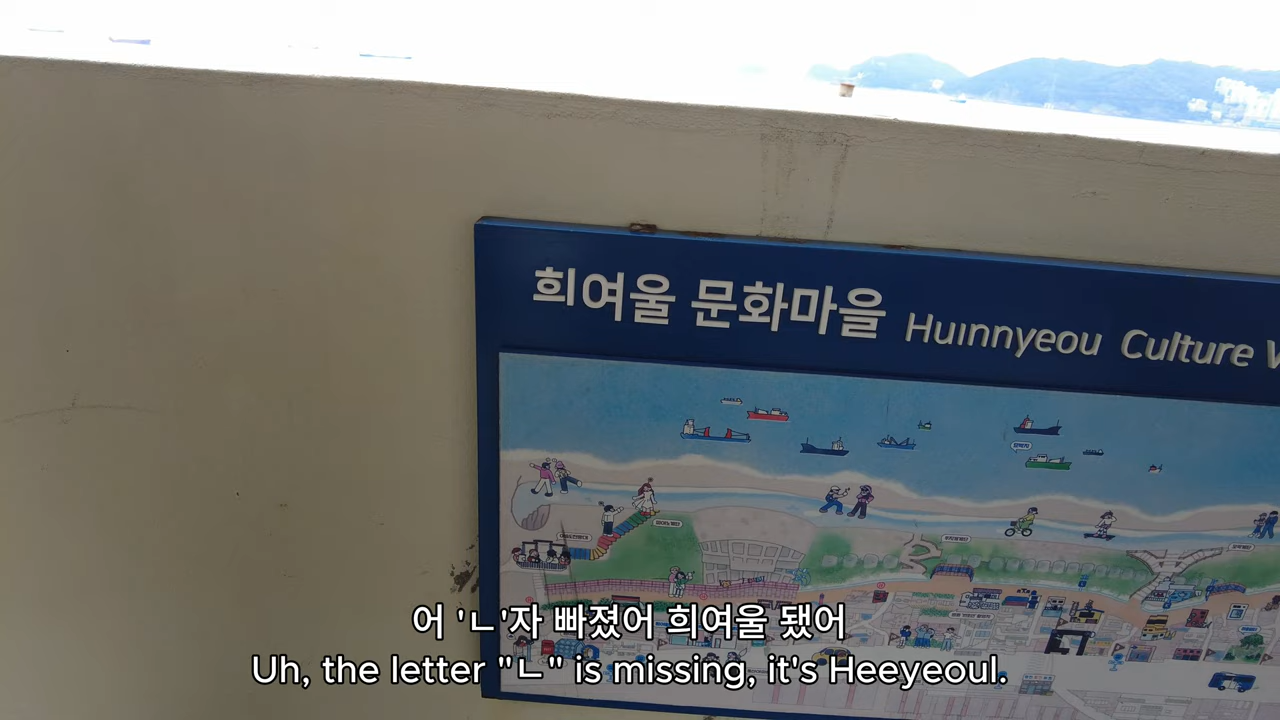 희여울 문화마을 Huınnyeou Culture
어 'ㄴ'자 빠졌어 희여울 됐어
Uh, the letter "ㄴ" is missing, it's Heeyeoul.